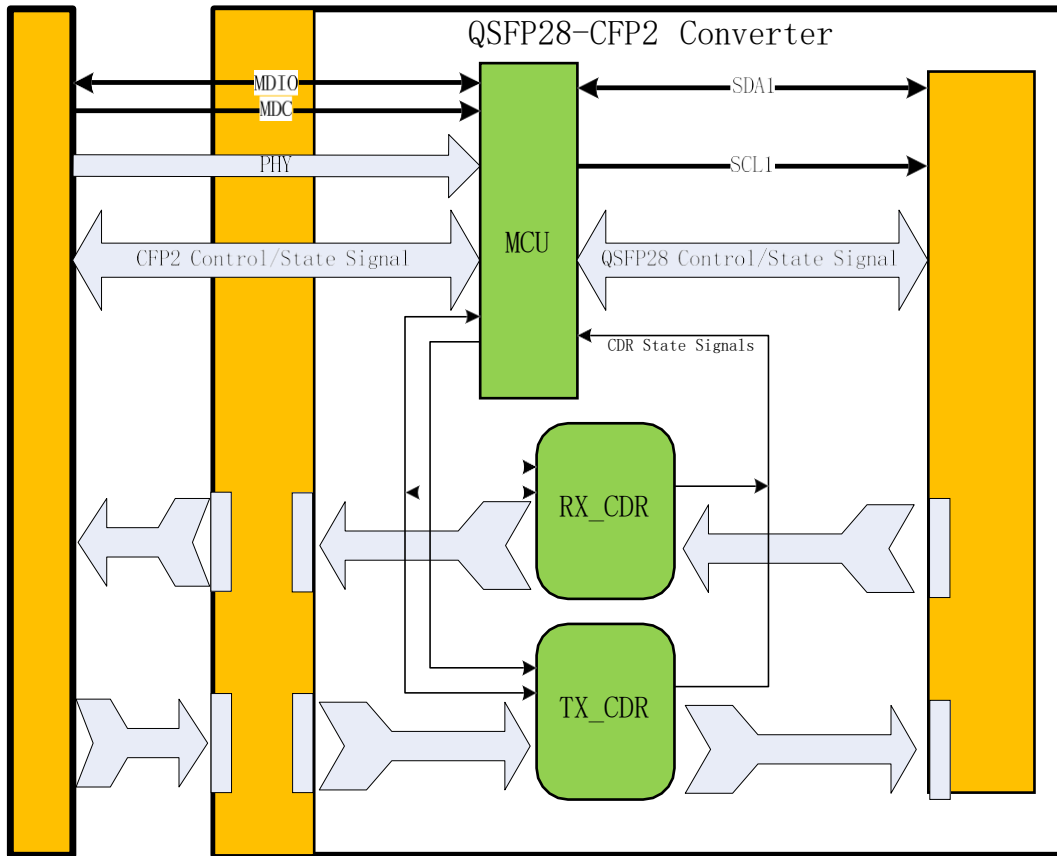 QSFP28-CFP2 Converter
MDIO
SDA1
MDC
PHY
SCL1
MCU
CFP2 Control/State Signal
QSFP28 Control/State Signal
CDR State Signals
RX_CDR
TX_CDR